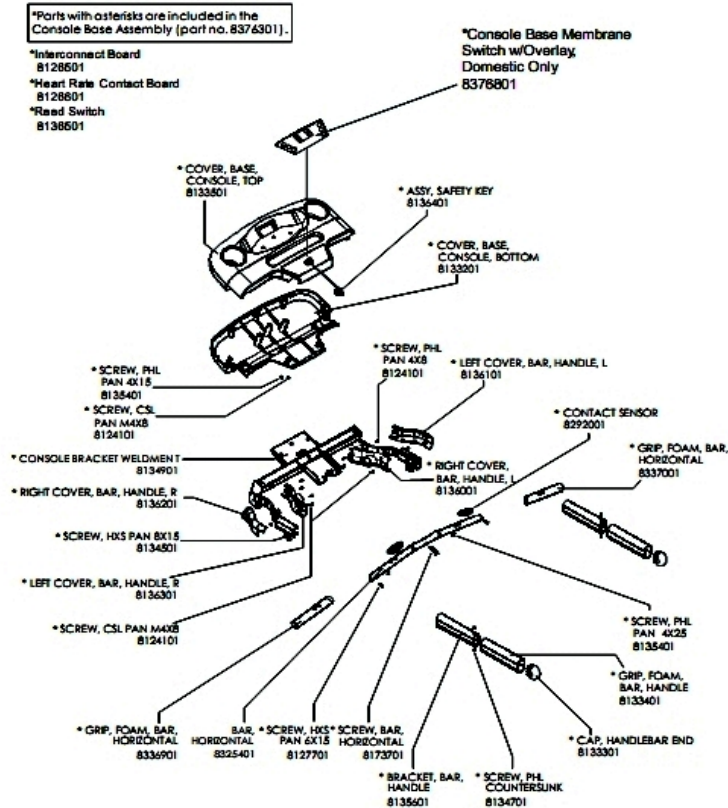 *Parts with asterisks are included in the
Console Base Assembly (part no. 8376301).
*Interconnect Board
8126501
*Heart Rate Contact Board
8126601
*Reed Switch
8136501
*Console Base Membrane
Switch w/Overlay,
Domestic Only
8376801
* COVER, BASE,
CONSOLE, TOP
8133501
* ASSY, SAFETY KEY
8136401
* COVER, BASE,
CONSOLE, BOTTOM
8133201
* SCREW, PHL
PAN 4X15
8135401
* SCREW, CSL
PAN M4X8
8124101
* SCREW, PHL
PAN 4X8
8124101
* LEFT COVER, BAR, HANDLE, L
8136101
* CONTACT SENSOR
8292001
* GRIP, FOAM, BAR,
HORIZONTAL
8337001
* CONSOLE BRACKET WELDMENT
8134901
* RIGHT COVER, BAR, HANDLE, R
8136201
* RIGHT COVER,
BAR, HANDLE, L
8136001
* SCREW, HXS PAN 8X15
8134501
* LEFT COVER, BAR, HANDLE, R
8136301
* SCREW, CSL PAN M4X8
8124101
* SCREW, PHL
PAN 4X25
8135401
* GRIP, FOAM,
BAR, HANDLE
8133401
* CAP, HANDLEBAR END
8133301
* GRIP, FOAM, BAR,
HORIZONTAL
8336901
BAR,
HORIZONTAL
8325401
* SCREW, HXS
PAN 6X15
8127701
* SCREW, BAR,
HORIZONTAL
8173701
* BRACKET, BAR,
HANDLE
8135601
* SCREW, PHL
COUNTERSUNK
8134701